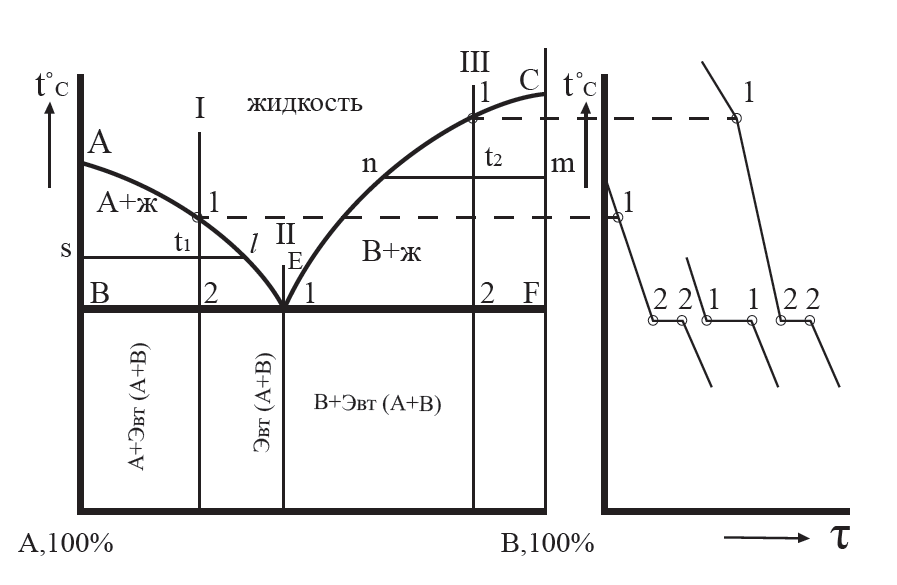 t°C
A
I
жидкость
III
1
C
t°C
1
A+ж
1
n
t₂
m
1
s
t₁
l
II
E
B+ж
B
2
1
2
F
2 2 1 1 2 2
А+Эвт (А+В)
Эвт (А+В)
В+Эвт (А+В)
А,100%
В,100%
τ